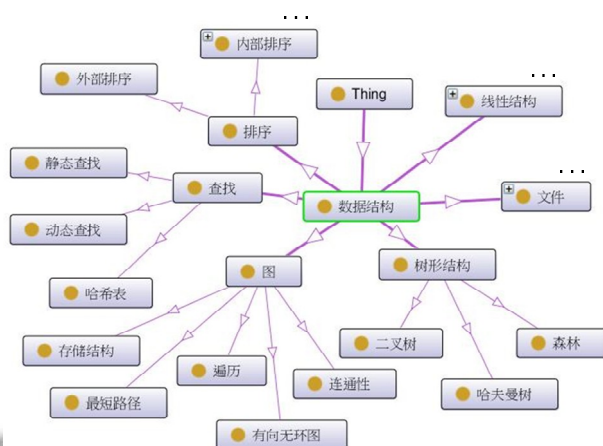 ...
内部排序
外部排序
Thing
...
线性结构
排序
静态查找
查找
...
文件
数据结构
动态查找
图
树形结构
哈希表
存储结构
二叉树
森林
遍历
连通性
最短路径
哈夫曼树
有向无环图